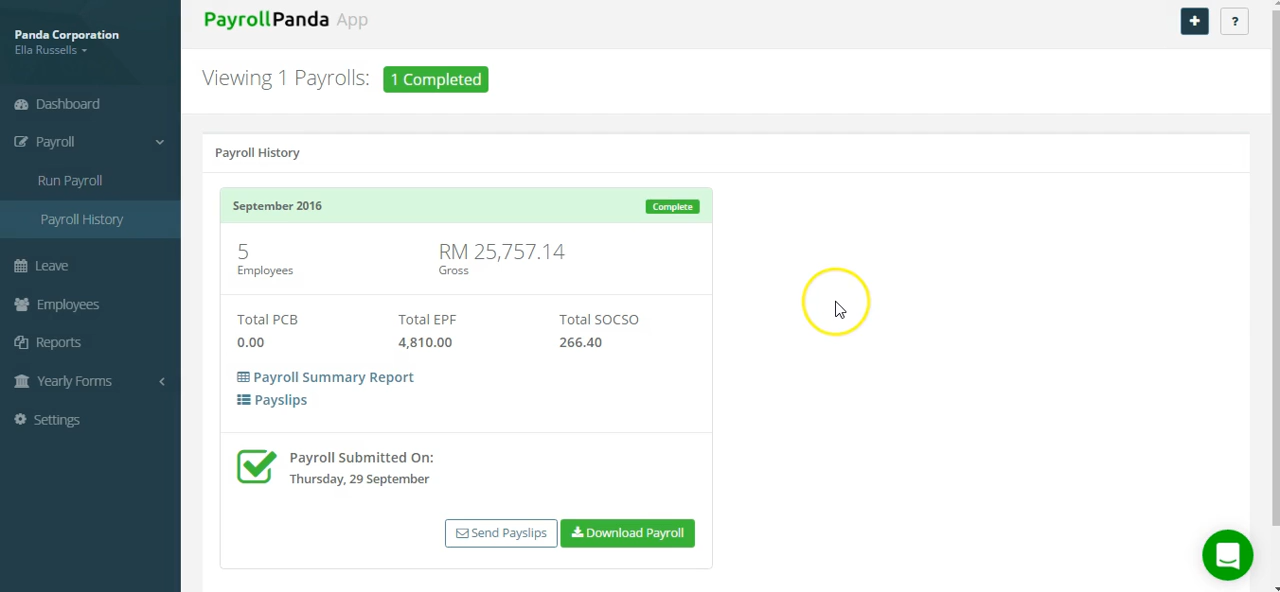 Panda Corporation
Ella Russells
Dashboard
Payroll
Run Payroll
Payroll History
Leave
Employees
Reports
Yearly Forms
Settings
PayrollPanda App
+
?
Viewing 1 Payrolls: 1 Completed
Payroll History
September 2016 Complete
5 RM 25,757.14
Employees Gross
Total PCB Total EPF Total SOCSO
0.00 4,810.00 266.40
Payroll Summary Report
Payslips
Payroll Submitted On:
Thursday, 29 September
Send Payslips Download Payroll